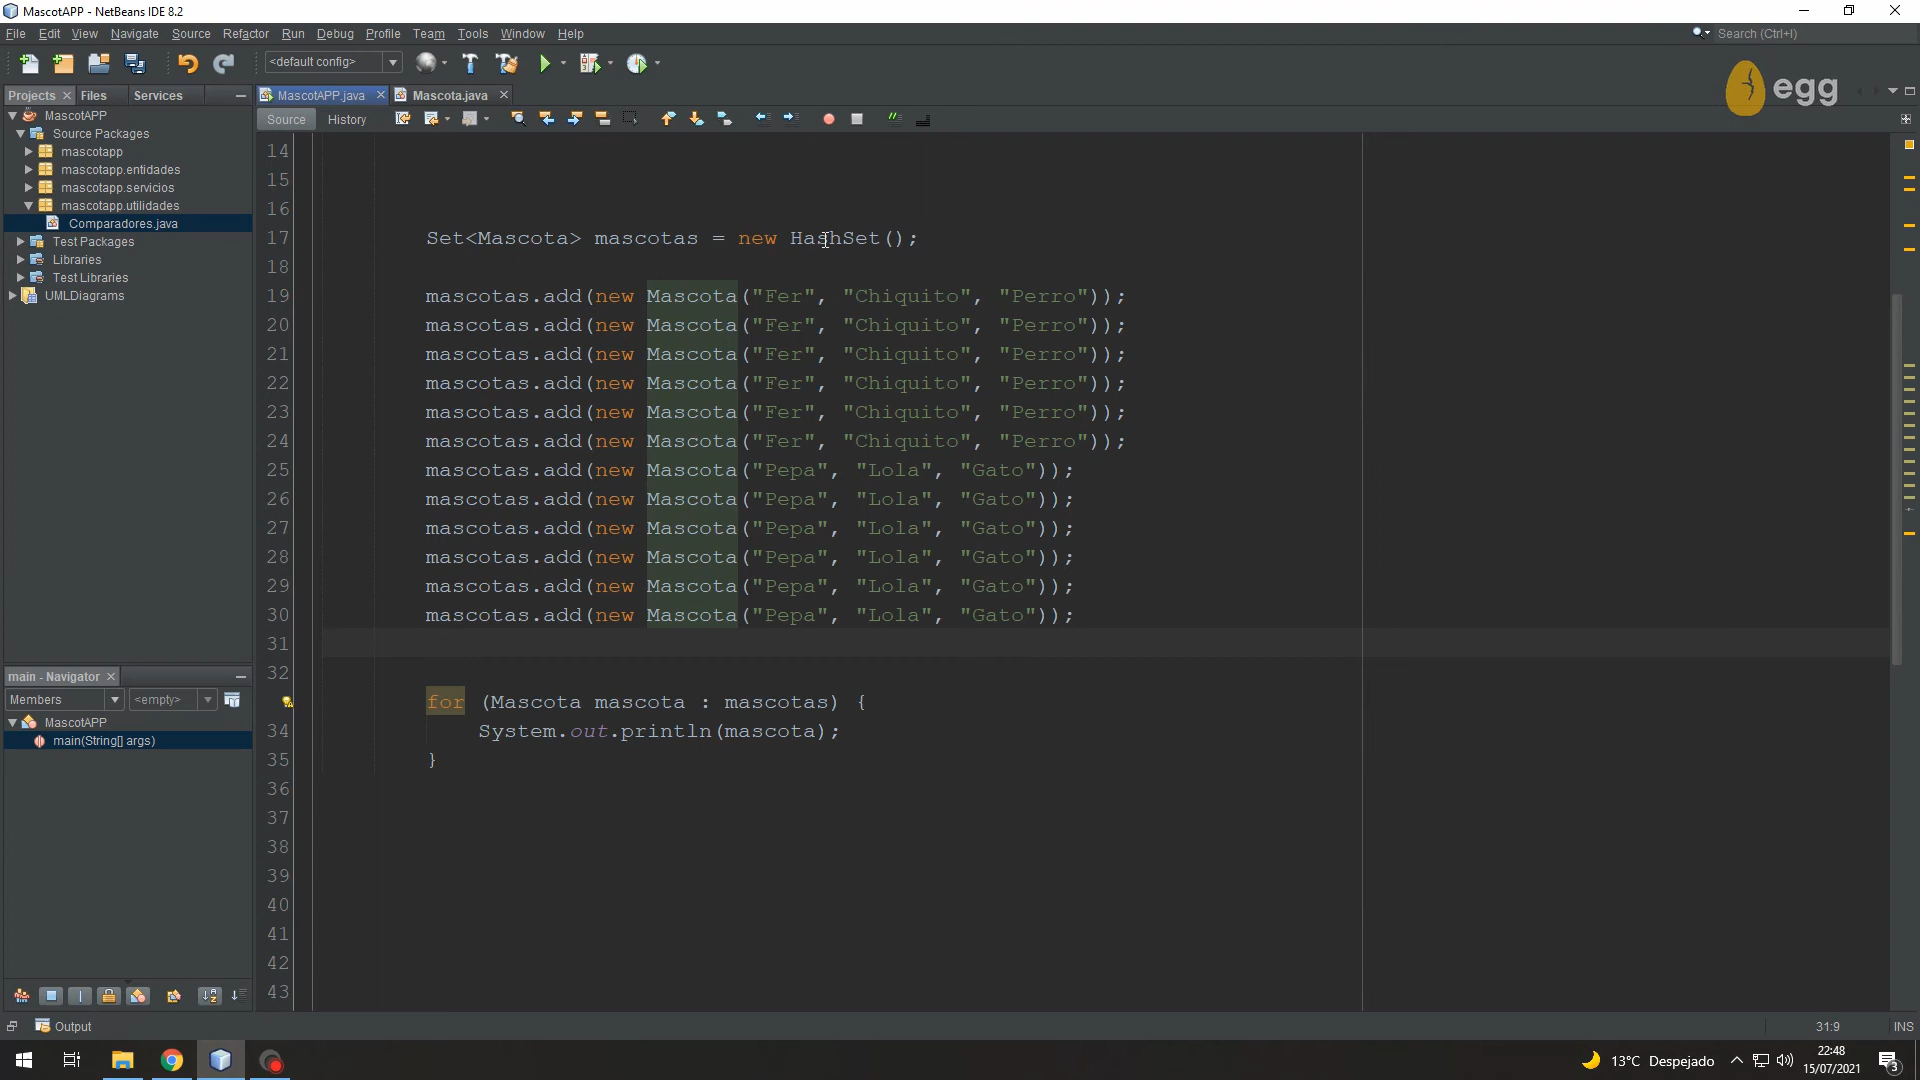 MascotAPP - NetBeans IDE 8.2
File Edit View Navigate Source Refactor Run Debug Profile Team Tools Window Help
Search (Ctrl+I)
<default config>
egg
Projects Files Services
MascotAPP.java Mascota.java
Source History
MascotAPP
Source Packages
mascotapp
mascotapp.entidades
mascotapp.servicios
mascotapp.utilidades
Comparadores.java
Test Packages
Libraries
Test Libraries
UMLDiagrams
14
15
16
17 Set<Mascota> mascotas = new HashSet();
18
19 mascotas.add(new Mascota("Fer", "Chiquito", "Perro"));
20 mascotas.add(new Mascota("Fer", "Chiquito", "Perro"));
21 mascotas.add(new Mascota("Fer", "Chiquito", "Perro"));
22 mascotas.add(new Mascota("Fer", "Chiquito", "Perro"));
23 mascotas.add(new Mascota("Fer", "Chiquito", "Perro"));
24 mascotas.add(new Mascota("Fer", "Chiquito", "Perro"));
25 mascotas.add(new Mascota("Pepa", "Lola", "Gato"));
26 mascotas.add(new Mascota("Pepa", "Lola", "Gato"));
27 mascotas.add(new Mascota("Pepa", "Lola", "Gato"));
28 mascotas.add(new Mascota("Pepa", "Lola", "Gato"));
29 mascotas.add(new Mascota("Pepa", "Lola", "Gato"));
30 mascotas.add(new Mascota("Pepa", "Lola", "Gato"));
31
32
for (Mascota mascota : mascotas) {
34 System.out.println(mascota);
35 }
36
37
38
39
40
41
42
43
main - Navigator
Members <empty>
MascotAPP
main(String[] args)
Output
31:9 INS
13°C Despejado
22:48
15/07/2021
3